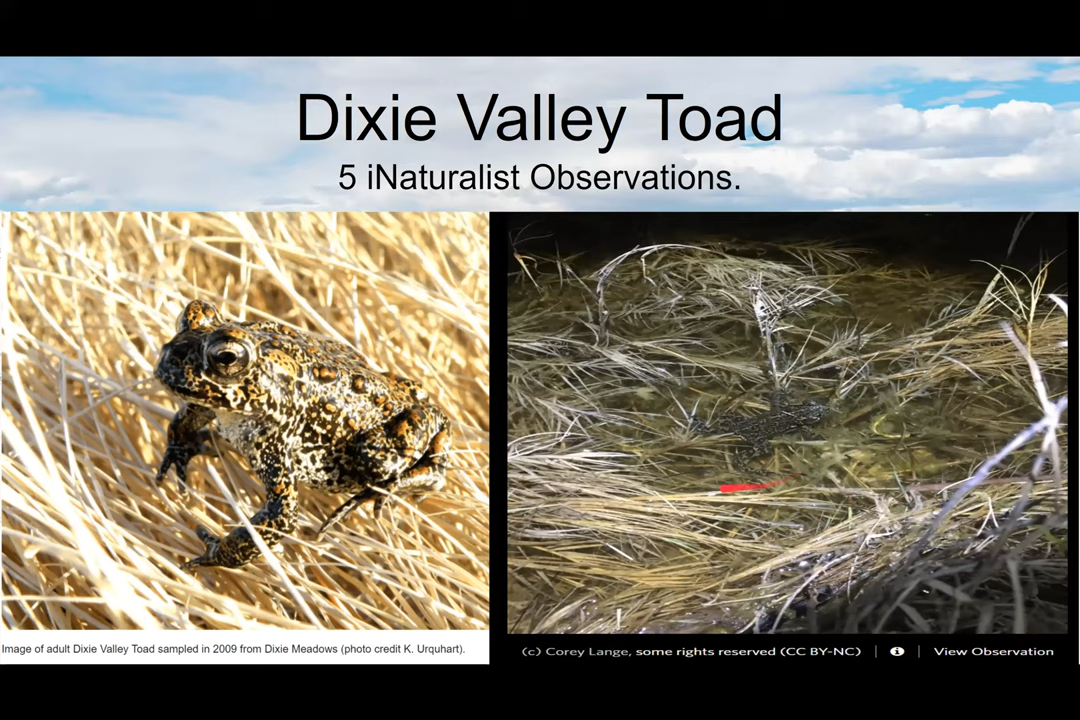 Dixie Valley Toad
5 iNaturalist Observations.
Image of adult Dixie Valley Toad sampled in 2009 from Dixie Meadows (photo credit K. Urquhart).
(c) Corey Lange, some rights reserved (CC BY-NC) | i | View Observation